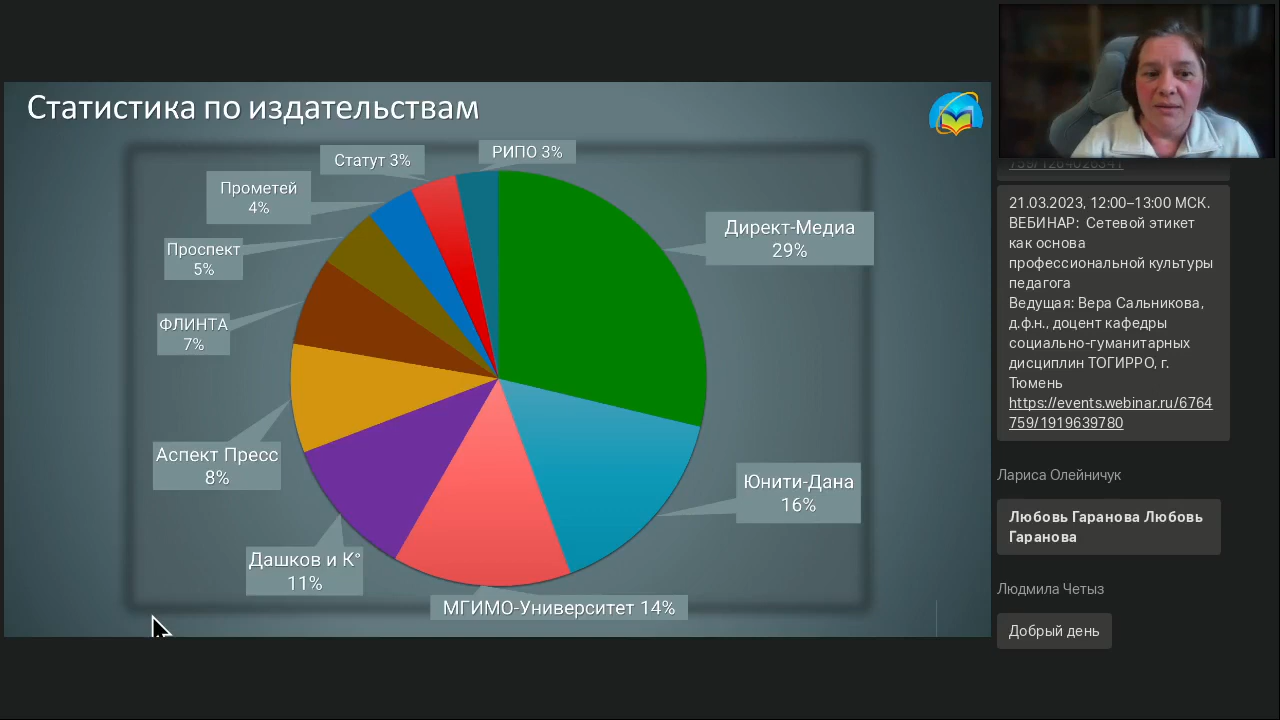 Статистика по издательствам
Статут 3%
РИПО 3%
Прометей
4%
Директ-Медиа
29%
Проспект
5%
ФЛИНТА
7%
Аспект Пресс
8%
Юнити-Дана
16%
Дашков и К°
11%
МГИМО-Университет 14%
21.03.2023, 12:00–13:00 МСК.
ВЕБИНАР: Сетевой этикет
как основа
профессиональной культуры
педагога
Ведущая: Вера Сальникова,
д.ф.н., доцент кафедры
социально-гуманитарных
дисциплин ТОГИРРО, г.
Тюмень
https://events.webinar.ru/6764
759/1919639780
Лариса Олейничук
Любовь Гаранова Любовь
Гаранова
Людмила Четыз
Добрый день